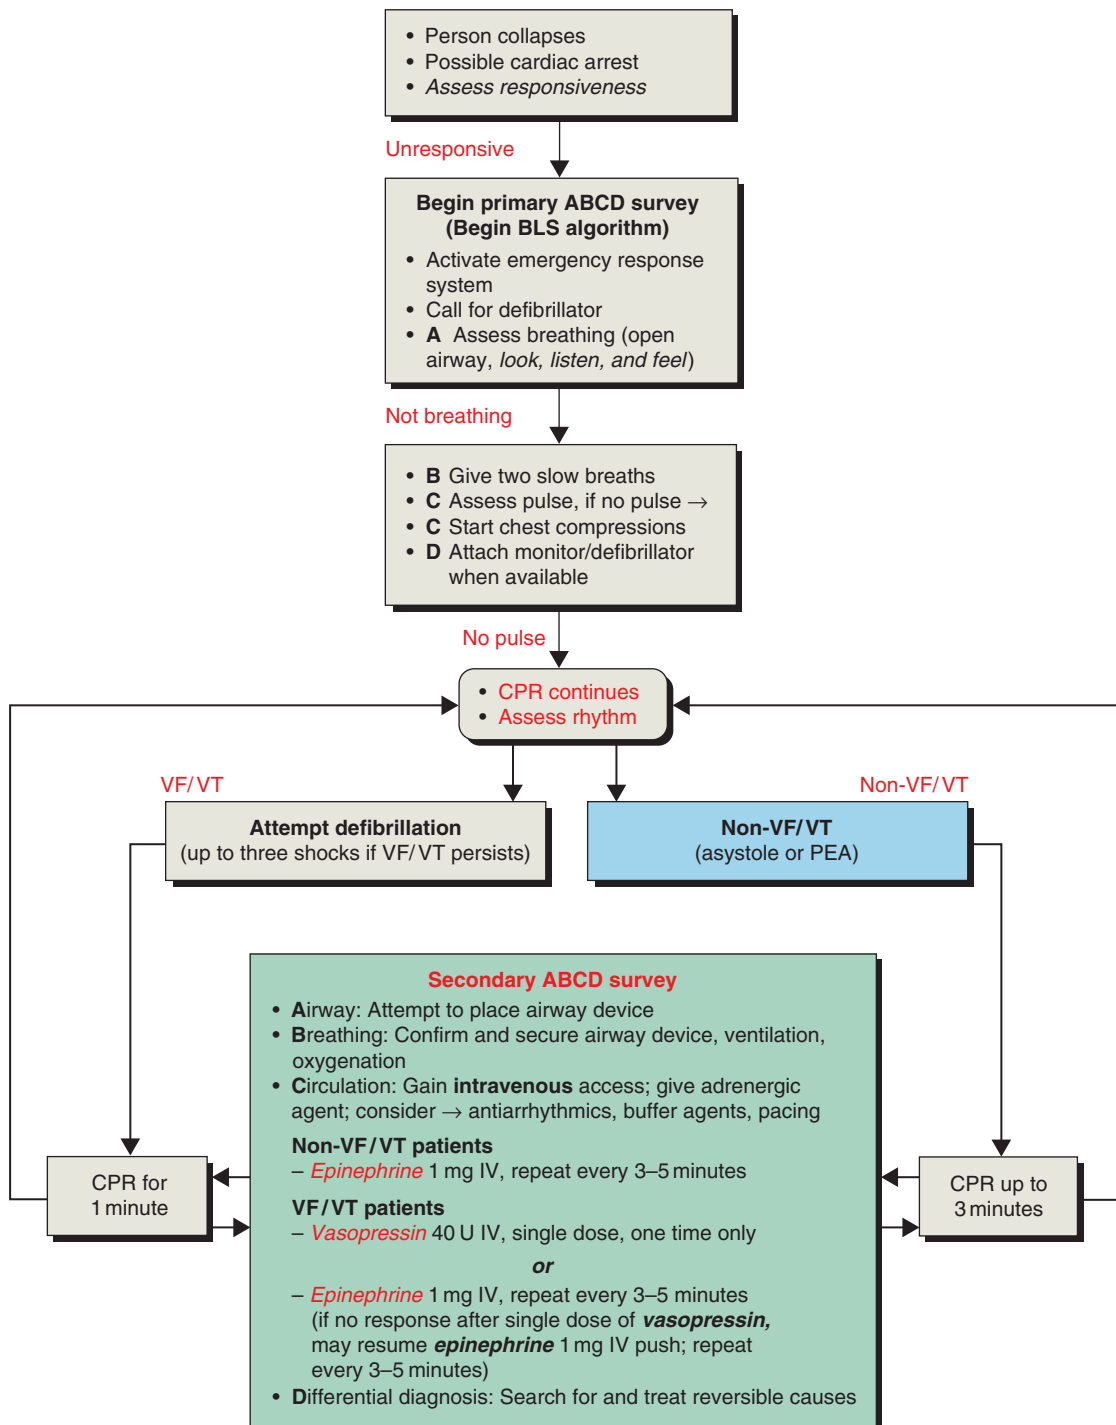 • Person collapses
• Possible cardiac arrest
• Assess responsiveness
Unresponsive
Begin primary ABCD survey
(Begin BLS algorithm)
• Activate emergency response
system
• Call for defibrillator
• A Assess breathing (open
airway, look, listen, and feel)
Not breathing
• B Give two slow breaths
• C Assess pulse, if no pulse →
• C Start chest compressions
• D Attach monitor/defibrillator
when available
No pulse
• CPR continues
• Assess rhythm
VF/VT
Non-VF/VT
Attempt defibrillation
(up to three shocks if VF/VT persists)
Non-VF/VT
(asystole or PEA)
Secondary ABCD survey
• Airway: Attempt to place airway device
• Breathing: Confirm and secure airway device, ventilation,
oxygenation
• Circulation: Gain intravenous access; give adrenergic
agent; consider → antiarrhythmics, buffer agents, pacing
Non-VF/VT patients
– Epinephrine 1 mg IV, repeat every 3–5 minutes
VF/VT patients
– Vasopressin 40 U IV, single dose, one time only
or
– Epinephrine 1 mg IV, repeat every 3–5 minutes
(if no response after single dose of vasopressin,
may resume epinephrine 1 mg IV push; repeat
every 3–5 minutes)
• Differential diagnosis: Search for and treat reversible causes
CPR for
1 minute
CPR up to
3 minutes